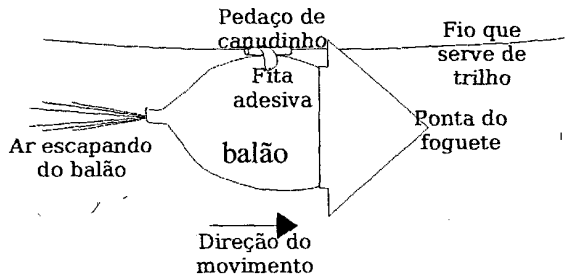 Pedaço de
canudinho
Fio que
serve de
trilho
Fita
adesiva
Ponta do
foguete
Ar escapando
do balão
balão
Direção do
movimento